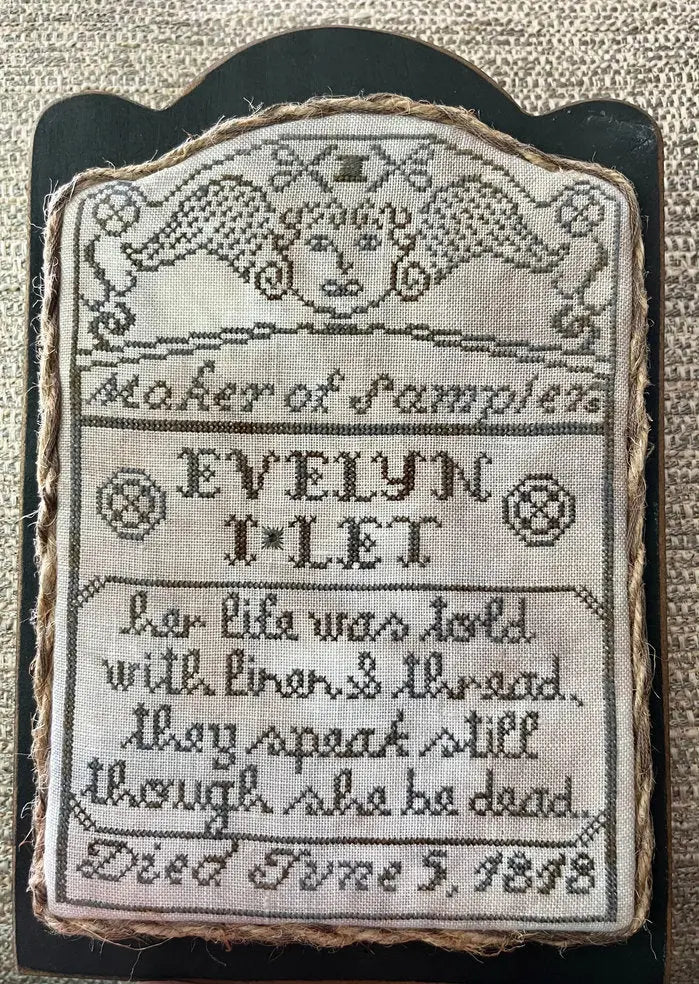 Maker of Samplers
EVELYN
I*LET
her life was told
with linen & thread,
they speak still
though she be dead.
Died June 5, 1818